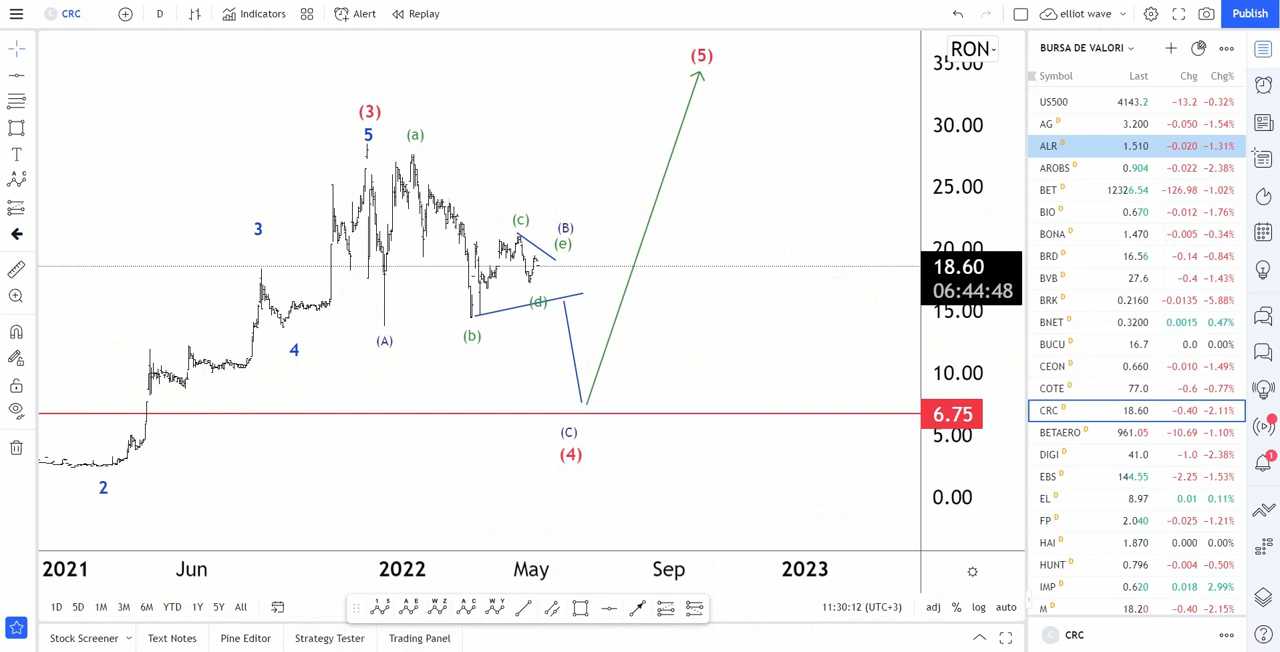 CRC D Indicators Alert Replay elliot wave Publish
RON
35.00
30.00
25.00
20.00
18.60
06:44:48
15.00
10.00
6.75
5.00
0.00
(5)
(3)
5
(a)
3
(c)
(B)
(e)
(d)
4
(A)
(b)
(C)
(4)
2
2021 Jun 2022 May Sep 2023
1D 5D 1M 3M 6M YTD 1Y 5Y All
11:30:12 (UTC+3) adj % log auto
Stock Screener Text Notes Pine Editor Strategy Tester Trading Panel
BURSA DE VALORI
Symbol Last Chg Chg%
US500 4143.2 −13.2 −0.32%
AG D 3.200 −0.050 −1.54%
ALR D 1.510 −0.020 −1.31%
AROBS D 0.904 −0.022 −2.38%
BET D 12326.54 −126.98 −1.02%
BIO D 0.670 −0.012 −1.76%
BONA D 1.470 −0.005 −0.34%
BRD D 16.56 −0.14 −0.84%
BVB D 27.6 −0.4 −1.43%
BRK D 0.2160 −0.0135 −5.88%
BNET D 0.3200 0.0015 0.47%
BUCU D 16.7 0.0 0.00%
CEON D 0.660 −0.010 −1.49%
COTE D 77.0 −0.6 −0.77%
CRC D 18.60 −0.40 −2.11%
BETAERO D 961.05 −10.69 −1.10%
DIGI D 41.0 −1.0 −2.38%
EBS D 144.55 −2.25 −1.53%
EL D 8.97 0.01 0.11%
FP D 2.040 −0.025 −1.21%
HAI D 1.870 0.000 0.00%
HUNT D 0.796 −0.004 −0.50%
IMP D 0.620 0.018 2.99%
M D 18.20 −0.40 −2.15%
CRC